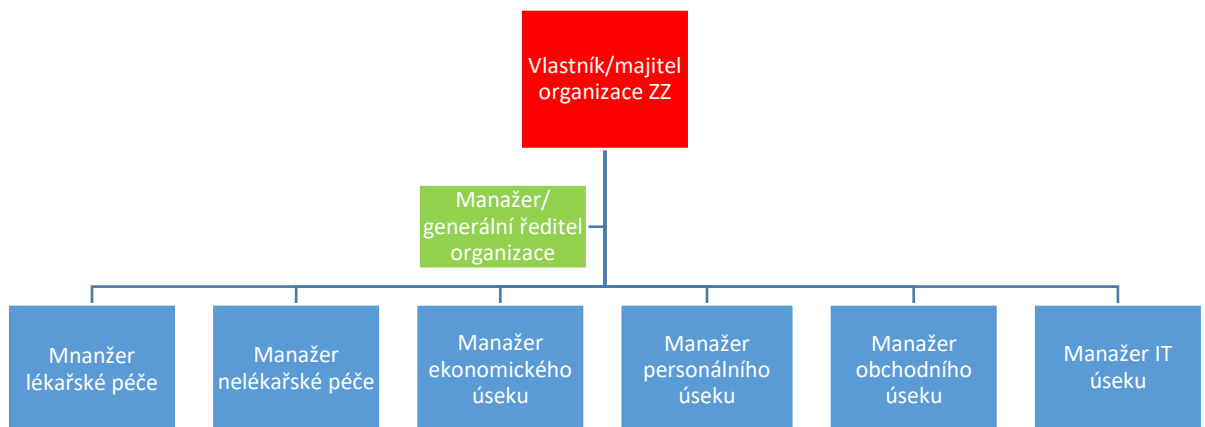 Vlastník/majitel
organizace ZZ
Manažer/
generální ředitel
organizace
Mnanžer
lékařské péče
Manažer
nelékařské péče
Manažer
ekonomického
úseku
Manažer
personálního
úseku
Manažer
obchodního
úseku
Manažer IT
úseku